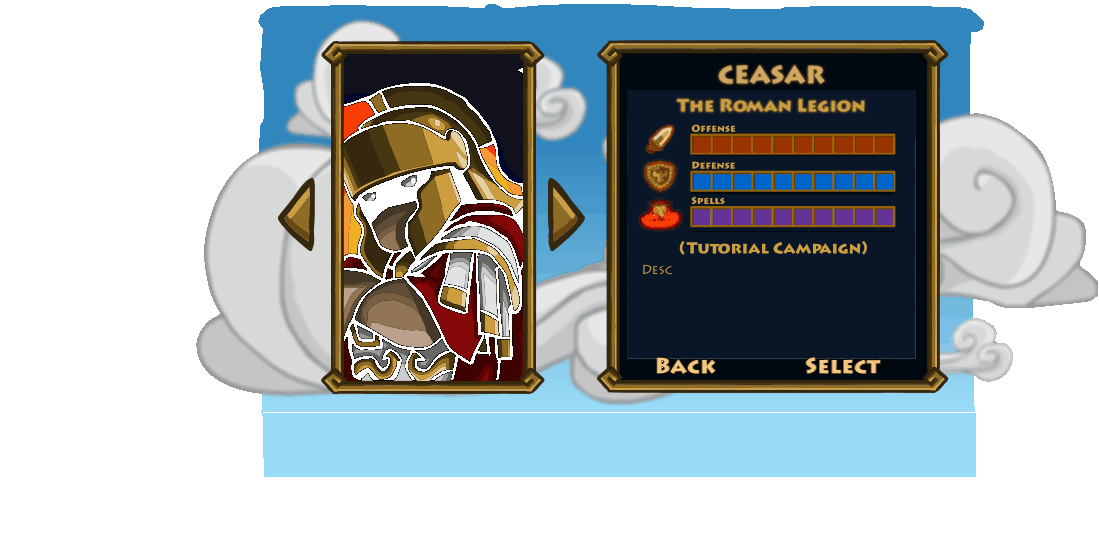 CEASAR
The Roman Legion
Offense
Defense
Spells
(Tutorial Campaign)
Desc
Back Select